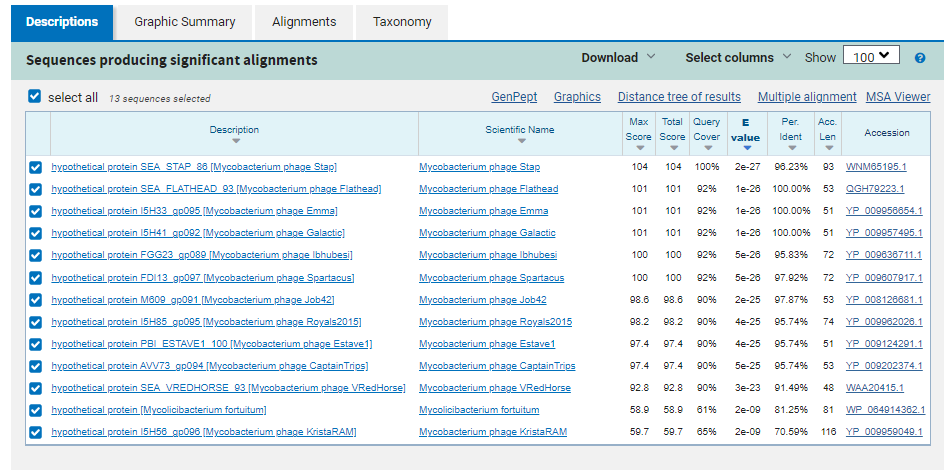 Descriptions Graphic Summary Alignments Taxonomy
Sequences producing significant alignments Download Select columns Show 100 ?
select all 13 sequences selected GenPept Graphics Distance tree of results Multiple alignment MSA Viewer
Description Scientific Name Max Score Total Score Query Cover E value Per. Ident Acc. Len Accession
hypothetical protein SEA_STAP_86 [Mycobacterium phage Stap] Mycobacterium phage Stap 104 104 100% 2e-27 96.23% 93 WNM65195.1
hypothetical protein SEA_FLATHEAD_93 [Mycobacterium phage Flathead] Mycobacterium phage Flathead 101 101 92% 1e-26 100.00% 53 QGH79223.1
hypothetical protein I5H33_gp095 [Mycobacterium phage Emma] Mycobacterium phage Emma 101 101 92% 1e-26 100.00% 51 YP_009956654.1
hypothetical protein I5H41_gp092 [Mycobacterium phage Galactic] Mycobacterium phage Galactic 101 101 92% 1e-26 100.00% 51 YP_009957495.1
hypothetical protein FGG23_gp089 [Mycobacterium phage Ibhubesi] Mycobacterium phage Ibhubesi 100 100 92% 5e-26 95.83% 72 YP_009636711.1
hypothetical protein FDI13_gp097 [Mycobacterium phage Spartacus] Mycobacterium phage Spartacus 100 100 92% 5e-26 97.92% 72 YP_009607917.1
hypothetical protein M609_gp091 [Mycobacterium phage Job42] Mycobacterium phage Job42 98.6 98.6 90% 2e-25 97.87% 53 YP_008126681.1
hypothetical protein I5H85_gp095 [Mycobacterium phage Royals2015] Mycobacterium phage Royals2015 98.2 98.2 90% 4e-25 95.74% 74 YP_009962026.1
hypothetical protein PBI_ESTAVE1_100 [Mycobacterium phage Estave1] Mycobacterium phage Estave1 97.4 97.4 90% 4e-25 95.74% 51 YP_009124291.1
hypothetical protein AVV73_gp094 [Mycobacterium phage CaptainTrips] Mycobacterium phage CaptainTrips 97.4 97.4 90% 5e-25 95.74% 53 YP_009202374.1
hypothetical protein SEA_VREDHORSE_93 [Mycobacterium phage VRedHorse] Mycobacterium phage VRedHorse 92.8 92.8 90% 3e-23 91.49% 48 WAA20415.1
hypothetical protein [Mycolicibacterium fortuitum] Mycolicibacterium fortuitum 58.9 58.9 61% 2e-09 81.25% 81 WP_064914362.1
hypothetical protein I5H56_gp096 [Mycobacterium phage KristaRAM] Mycobacterium phage KristaRAM 59.7 59.7 65% 2e-09 70.59% 116 YP_009959049.1